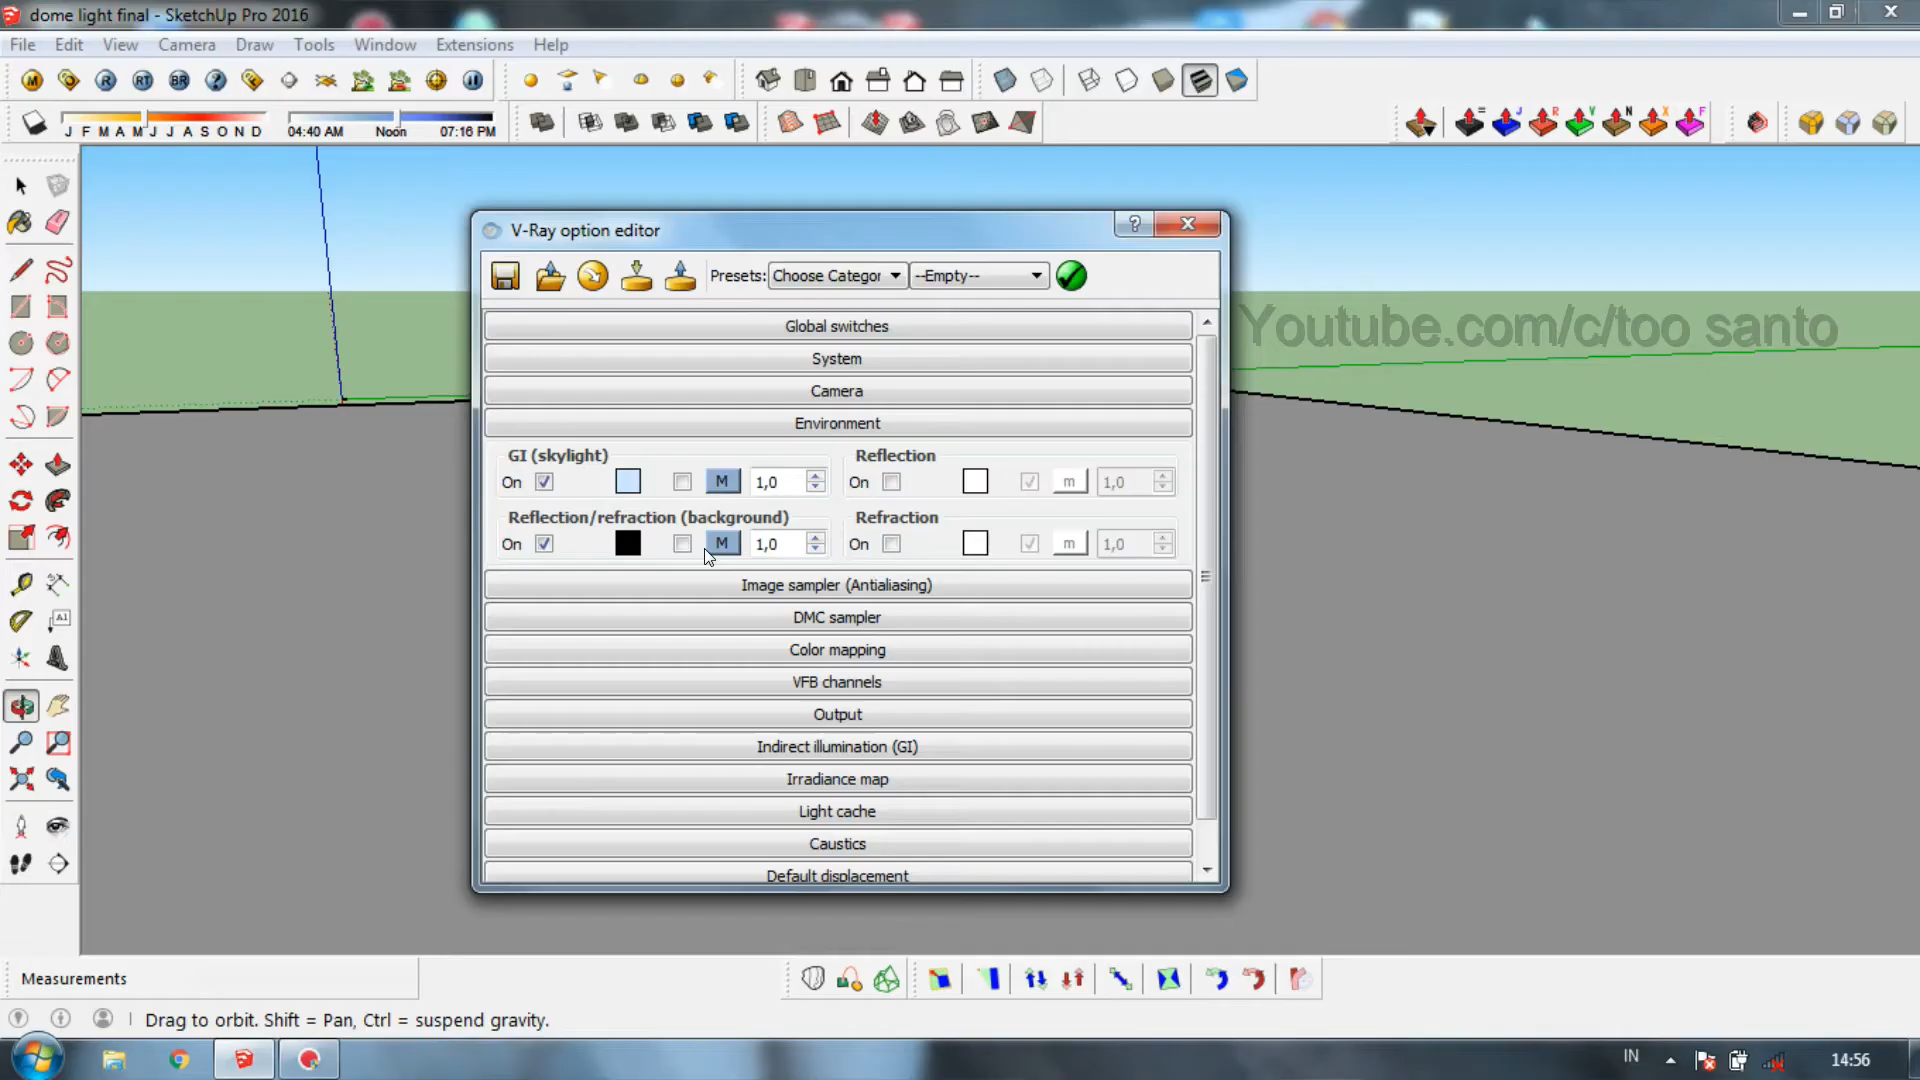 dome light final - SketchUp Pro 2016
File Edit View Camera Draw Tools Window Extensions Help
M R RT BR
J F M A M J J A S O N D 04:40 AM Noon 07:16 PM
J R V N X F
V-Ray option editor
Presets: Choose Categor --Empty--
Global switches
System
Camera
Environment
GI (skylight) Reflection
On M 1,0 On m 1,0
Reflection/refraction (background) Refraction
On M 1,0 On m 1,0
Image sampler (Antialiasing)
DMC sampler
Color mapping
VFB channels
Output
Indirect illumination (GI)
Irradiance map
Light cache
Caustics
Default displacement
Youtube.com/c/too santo
A1
Measurements
Drag to orbit. Shift = Pan, Ctrl = suspend gravity.
IN 14:56